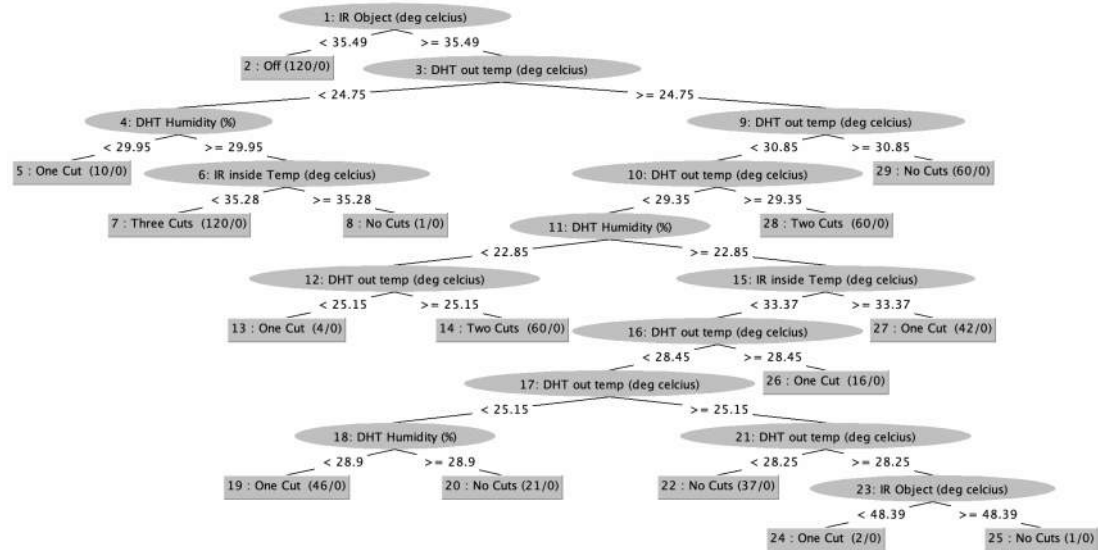 1: IR Object (deg celcius)
< 35.49 >= 35.49
2 : Off (120/0) 3: DHT out temp (deg celcius)
< 24.75 >= 24.75
4: DHT Humidity (%) 9: DHT out temp (deg celcius)
< 29.95 >= 29.95 < 30.85 >= 30.85
5 : One Cut (10/0) 6: IR inside Temp (deg celcius) 10: DHT out temp (deg celcius) 29 : No Cuts (60/0)
< 35.28 >= 35.28 < 29.35 >= 29.35
7 : Three Cuts (120/0) 8 : No Cuts (1/0) 11: DHT Humidity (%) 28 : Two Cuts (60/0)
< 22.85 >= 22.85
12: DHT out temp (deg celcius) 15: IR inside Temp (deg celcius)
< 25.15 >= 25.15 < 33.37 >= 33.37
13 : One Cut (4/0) 14 : Two Cuts (60/0) 16: DHT out temp (deg celcius) 27 : One Cut (42/0)
< 28.45 >= 28.45
17: DHT out temp (deg celcius) 26 : One Cut (16/0)
< 25.15 >= 25.15
18: DHT Humidity (%) 21: DHT out temp (deg celcius)
< 28.9 >= 28.9 < 28.25 >= 28.25
19 : One Cut (46/0) 20 : No Cuts (21/0) 22 : No Cuts (37/0) 23: IR Object (deg celcius)
< 48.39 >= 48.39
24 : One Cut (2/0) 25 : No Cuts (1/0)